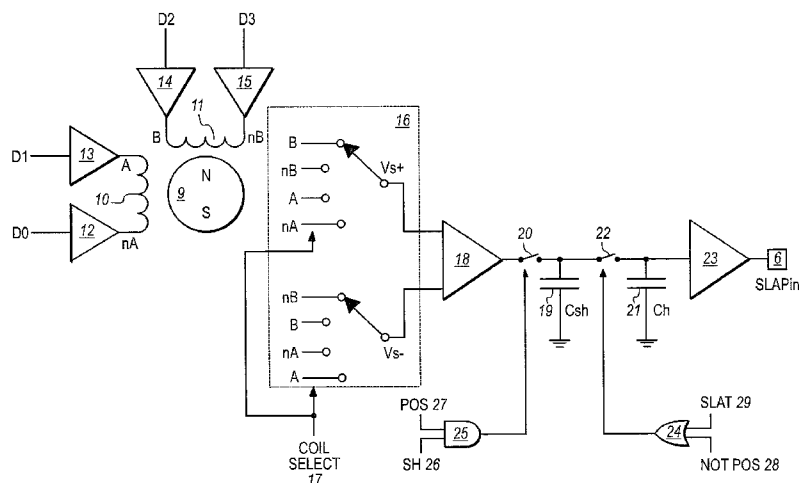 D2 D3
14 15
11
B nB
16
D1 13 A
B
Vs+
10
9 N S
nB
A
D0 12 nA
nA
18
20
22
23
6
SLAPin
19 Csh
21 Ch
nB
B
Vs-
nA
A
POS 27
25
SH 26
24
SLAT 29
NOT POS 28
COIL
SELECT
17